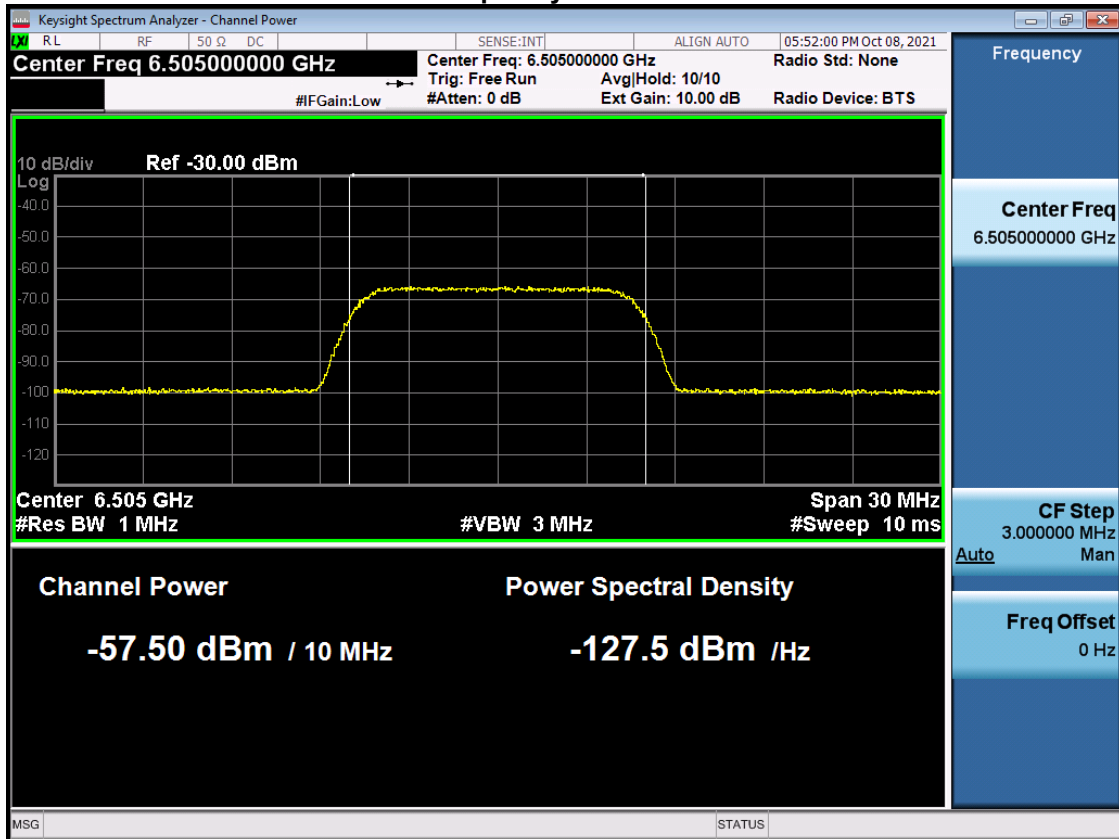 Keysight Spectrum Analyzer - Channel Power
LXI RL RF 50 Ω DC SENSE:INT ALIGN AUTO 05:52:00 PM Oct 08, 2021
Center Freq 6.505000000 GHz
Center Freq: 6.505000000 GHz Radio Std: None
Trig: Free Run Avg|Hold: 10/10
#IFGain:Low #Atten: 0 dB Ext Gain: 10.00 dB Radio Device: BTS
10 dB/div Ref -30.00 dBm
Log
-40.0
-50.0
-60.0
-70.0
-80.0
-90.0
-100
-110
-120
Center 6.505 GHz Span 30 MHz
#Res BW 1 MHz #VBW 3 MHz #Sweep 10 ms
Channel Power Power Spectral Density
-57.50 dBm / 10 MHz -127.5 dBm /Hz
MSG STATUS
Frequency
Center Freq
6.505000000 GHz
CF Step
3.000000 MHz
Auto Man
Freq Offset
0 Hz